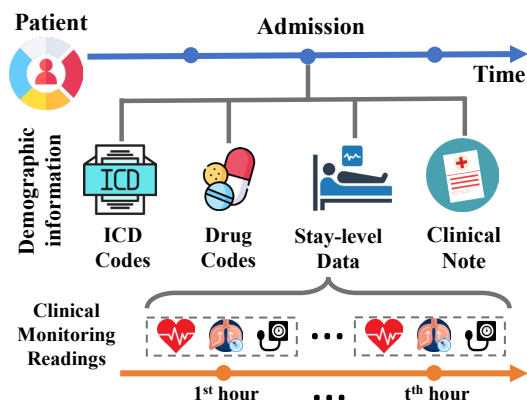 Patient
Admission
Time
Demographic
information
ICD
ICD
Codes
Drug
Codes
Stay-level
Data
Clinical
Note
Clinical
Monitoring
Readings
...
1st hour
...
tth hour